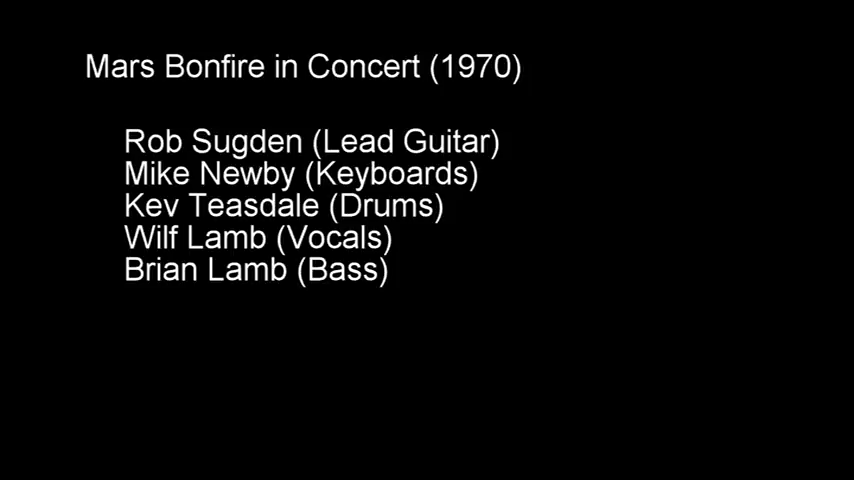 Mars Bonfire in Concert (1970)
Rob Sugden (Lead Guitar)
Mike Newby (Keyboards)
Kev Teasdale (Drums)
Wilf Lamb (Vocals)
Brian Lamb (Bass)